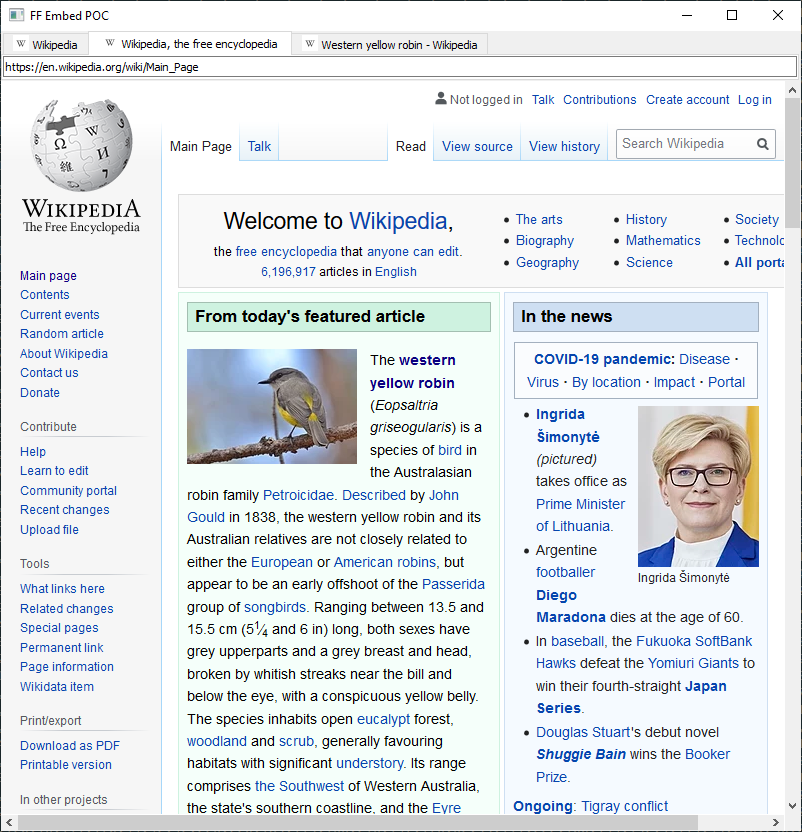 FF Embed POC
Wikipedia
Wikipedia, the free encyclopedia
Western yellow robin - Wikipedia
https://en.wikipedia.org/wiki/Main_Page
Not logged in Talk Contributions Create account Log in
Main Page Talk Read View source View history Search Wikipedia
WIKIPEDIA
The Free Encyclopedia
Main page
Contents
Current events
Random article
About Wikipedia
Contact us
Donate
Contribute
Help
Learn to edit
Community portal
Recent changes
Upload file
Tools
What links here
Related changes
Special pages
Permanent link
Page information
Wikidata item
Print/export
Download as PDF
Printable version
In other projects
Welcome to Wikipedia,
the free encyclopedia that anyone can edit.
6,196,917 articles in English
The arts
Biography
Geography
History
Mathematics
Science
Society
Technolo
All porta
From today's featured article
The western
yellow robin
(Eopsaltria
griseogularis) is a
species of bird in
the Australasian
robin family Petroicidae. Described by John
Gould in 1838, the western yellow robin and its
Australian relatives are not closely related to
either the European or American robins, but
appear to be an early offshoot of the Passerida
group of songbirds. Ranging between 13.5 and
15.5 cm (5 1⁄4 and 6 in) long, both sexes have
grey upperparts and a grey breast and head,
broken by whitish streaks near the bill and
below the eye, with a conspicuous yellow belly.
The species inhabits open eucalypt forest,
woodland and scrub, generally favouring
habitats with significant understory. Its range
comprises the Southwest of Western Australia,
the state's southern coastline, and the Eyre
In the news
COVID-19 pandemic: Disease ·
Virus · By location · Impact · Portal
Ingrida
Šimonytė
(pictured)
takes office as
Prime Minister
of Lithuania.
Ingrida Šimonytė
Argentine
footballer
Diego
Maradona dies at the age of 60.
In baseball, the Fukuoka SoftBank
Hawks defeat the Yomiuri Giants to
win their fourth-straight Japan
Series.
Douglas Stuart's debut novel
Shuggie Bain wins the Booker
Prize.
Ongoing: Tigray conflict